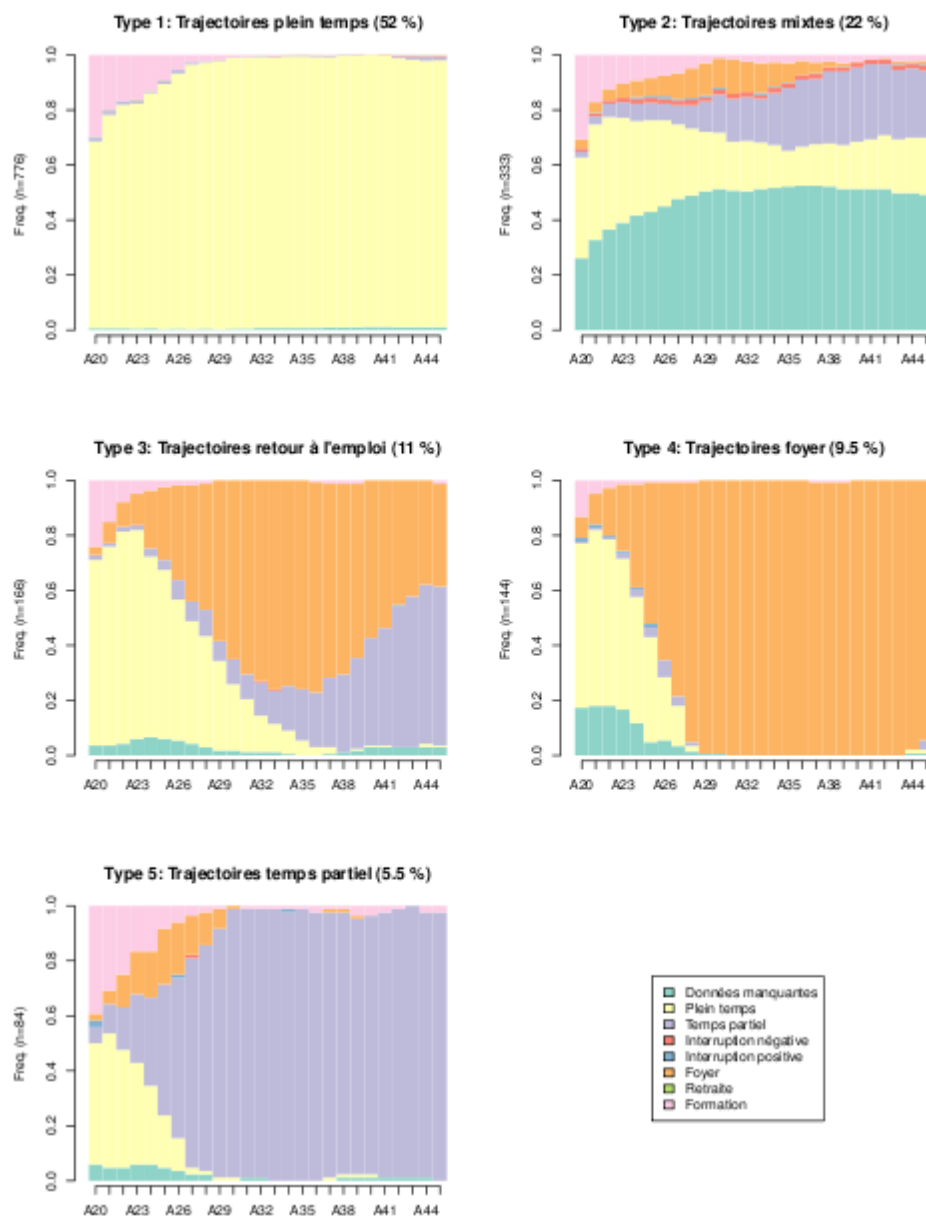 Type 1: Trajectoires plein temps (52 %)
Freq. (n=776)
0.0 0.2 0.4 0.6 0.8 1.0
A20 A23 A26 A29 A32 A35 A38 A41 A44
Type 2: Trajectoires mixtes (22 %)
Freq. (n=333)
0.0 0.2 0.4 0.6 0.8 1.0
A20 A23 A26 A29 A32 A35 A38 A41 A44
Type 3: Trajectoires retour à l'emploi (11 %)
Freq. (n=166)
0.0 0.2 0.4 0.6 0.8 1.0
A20 A23 A26 A29 A32 A35 A38 A41 A44
Type 4: Trajectoires foyer (9.5 %)
Freq. (n=144)
0.0 0.2 0.4 0.6 0.8 1.0
A20 A23 A26 A29 A32 A35 A38 A41 A44
Type 5: Trajectoires temps partiel (5.5 %)
Freq. (n=84)
0.0 0.2 0.4 0.6 0.8 1.0
A20 A23 A26 A29 A32 A35 A38 A41 A44
Données manquantes
Plein temps
Temps partiel
Interruption négative
Interruption positive
Foyer
Retraite
Formation